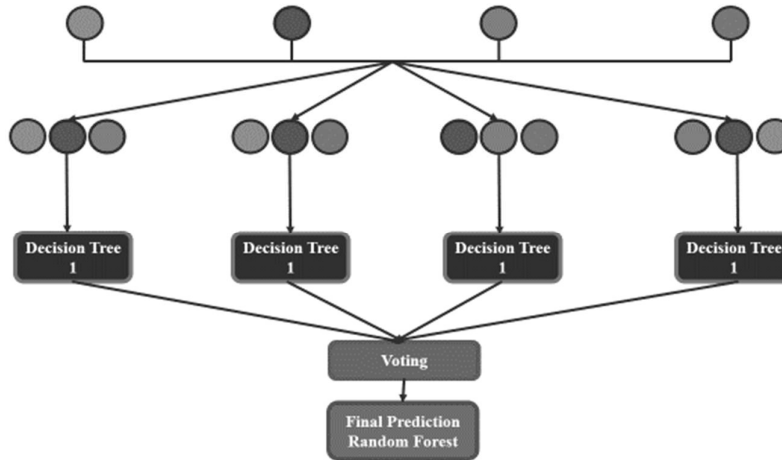 Decision Tree
1
Decision Tree
1
Decision Tree
1
Decision Tree
1
Voting
Final Prediction
Random Forest